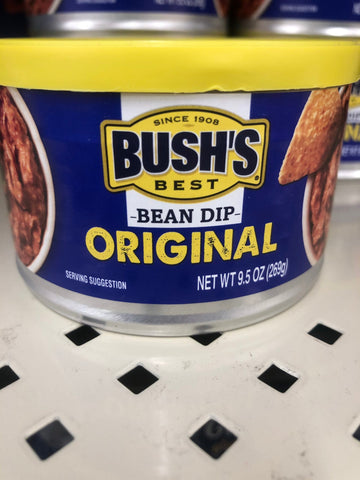 SINCE 1908
BUSH'S®
BEST
-BEAN DIP-
ORIGINAL
SERVING SUGGESTION
NET WT 9.5 OZ (269g)